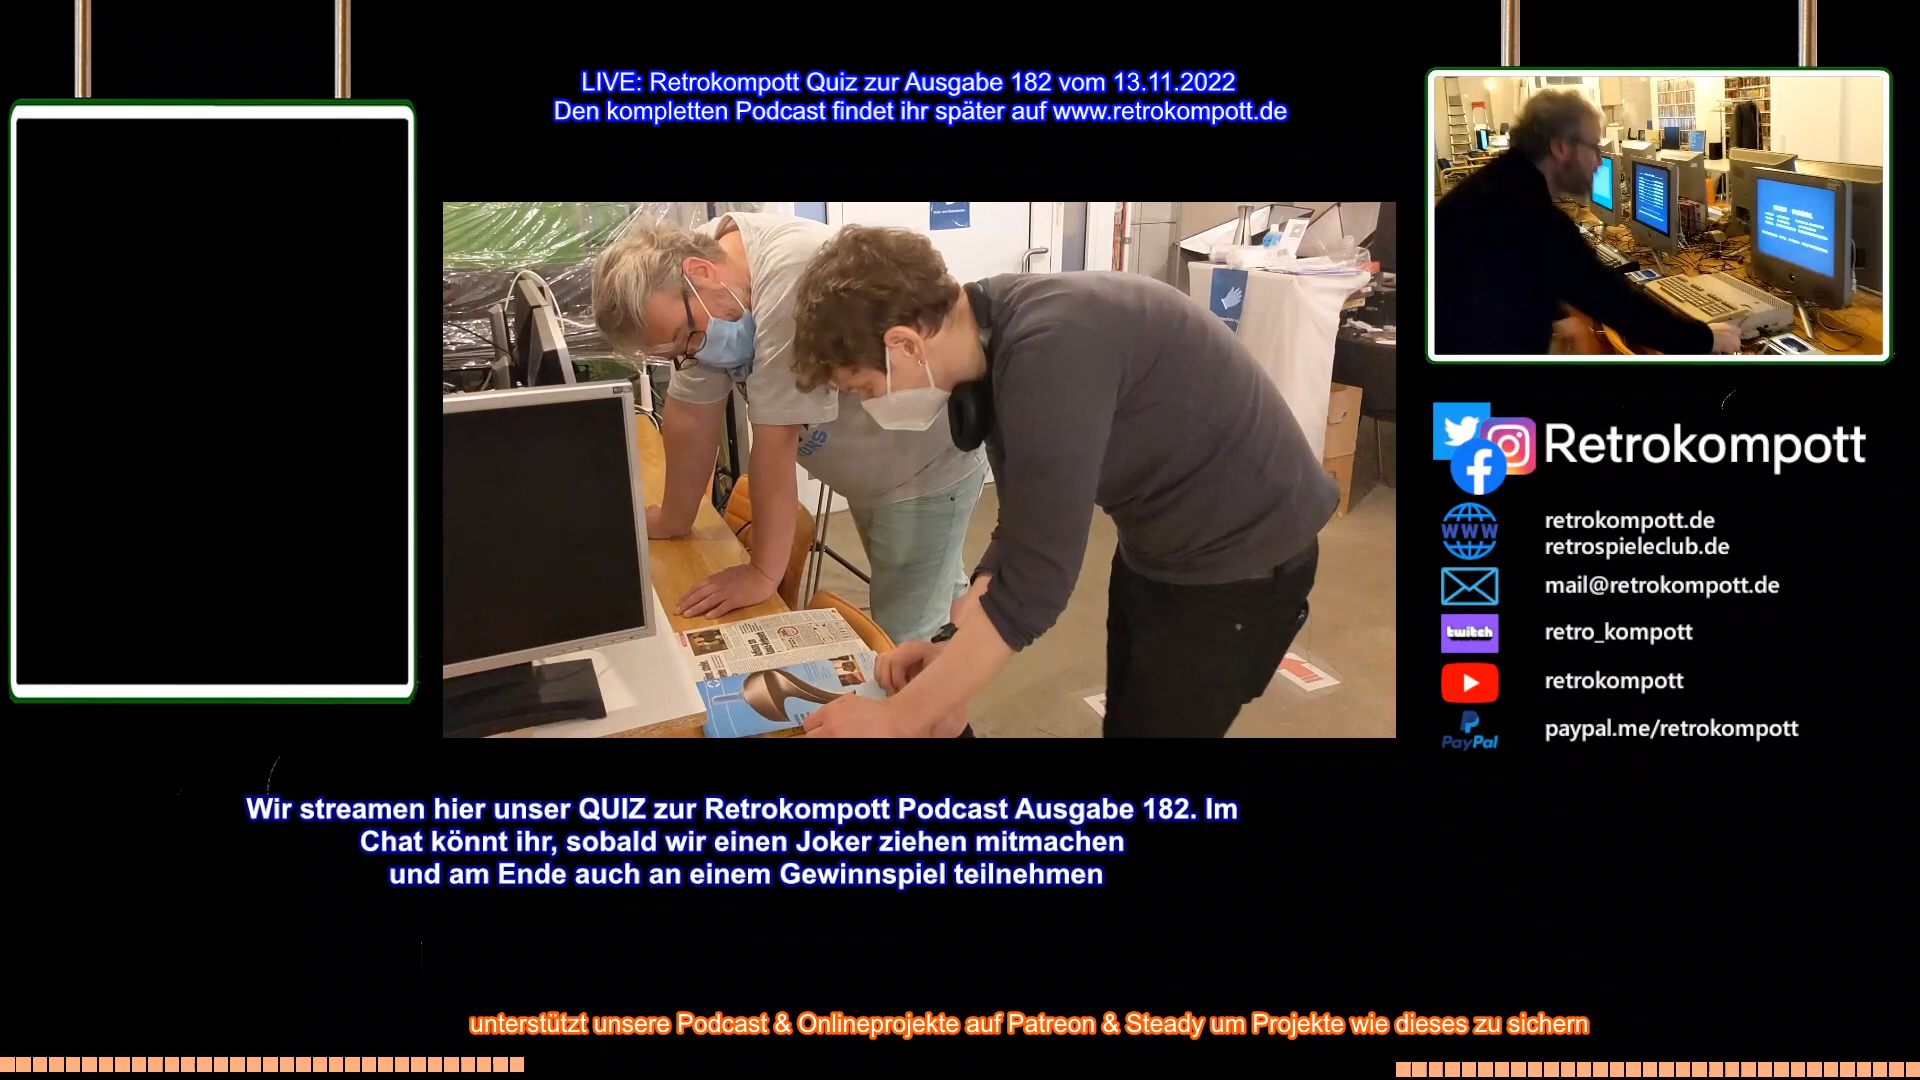 LIVE: Retrokompott Quiz zur Ausgabe 182 vom 13.11.2022
Den kompletten Podcast findet ihr später auf www.retrokompott.de
Retrokompott
WWW
retrokompott.de
retrospieleclub.de
mail@retrokompott.de
twitch
retro_kompott
retrokompott
PayPal
paypal.me/retrokompott
Wir streamen hier unser QUIZ zur Retrokompott Podcast Ausgabe 182. Im
Chat könnt ihr, sobald wir einen Joker ziehen mitmachen
und am Ende auch an einem Gewinnspiel teilnehmen
unterstützt unsere Podcast & Onlineprojekte auf Patreon & Steady um Projekte wie dieses zu sichern